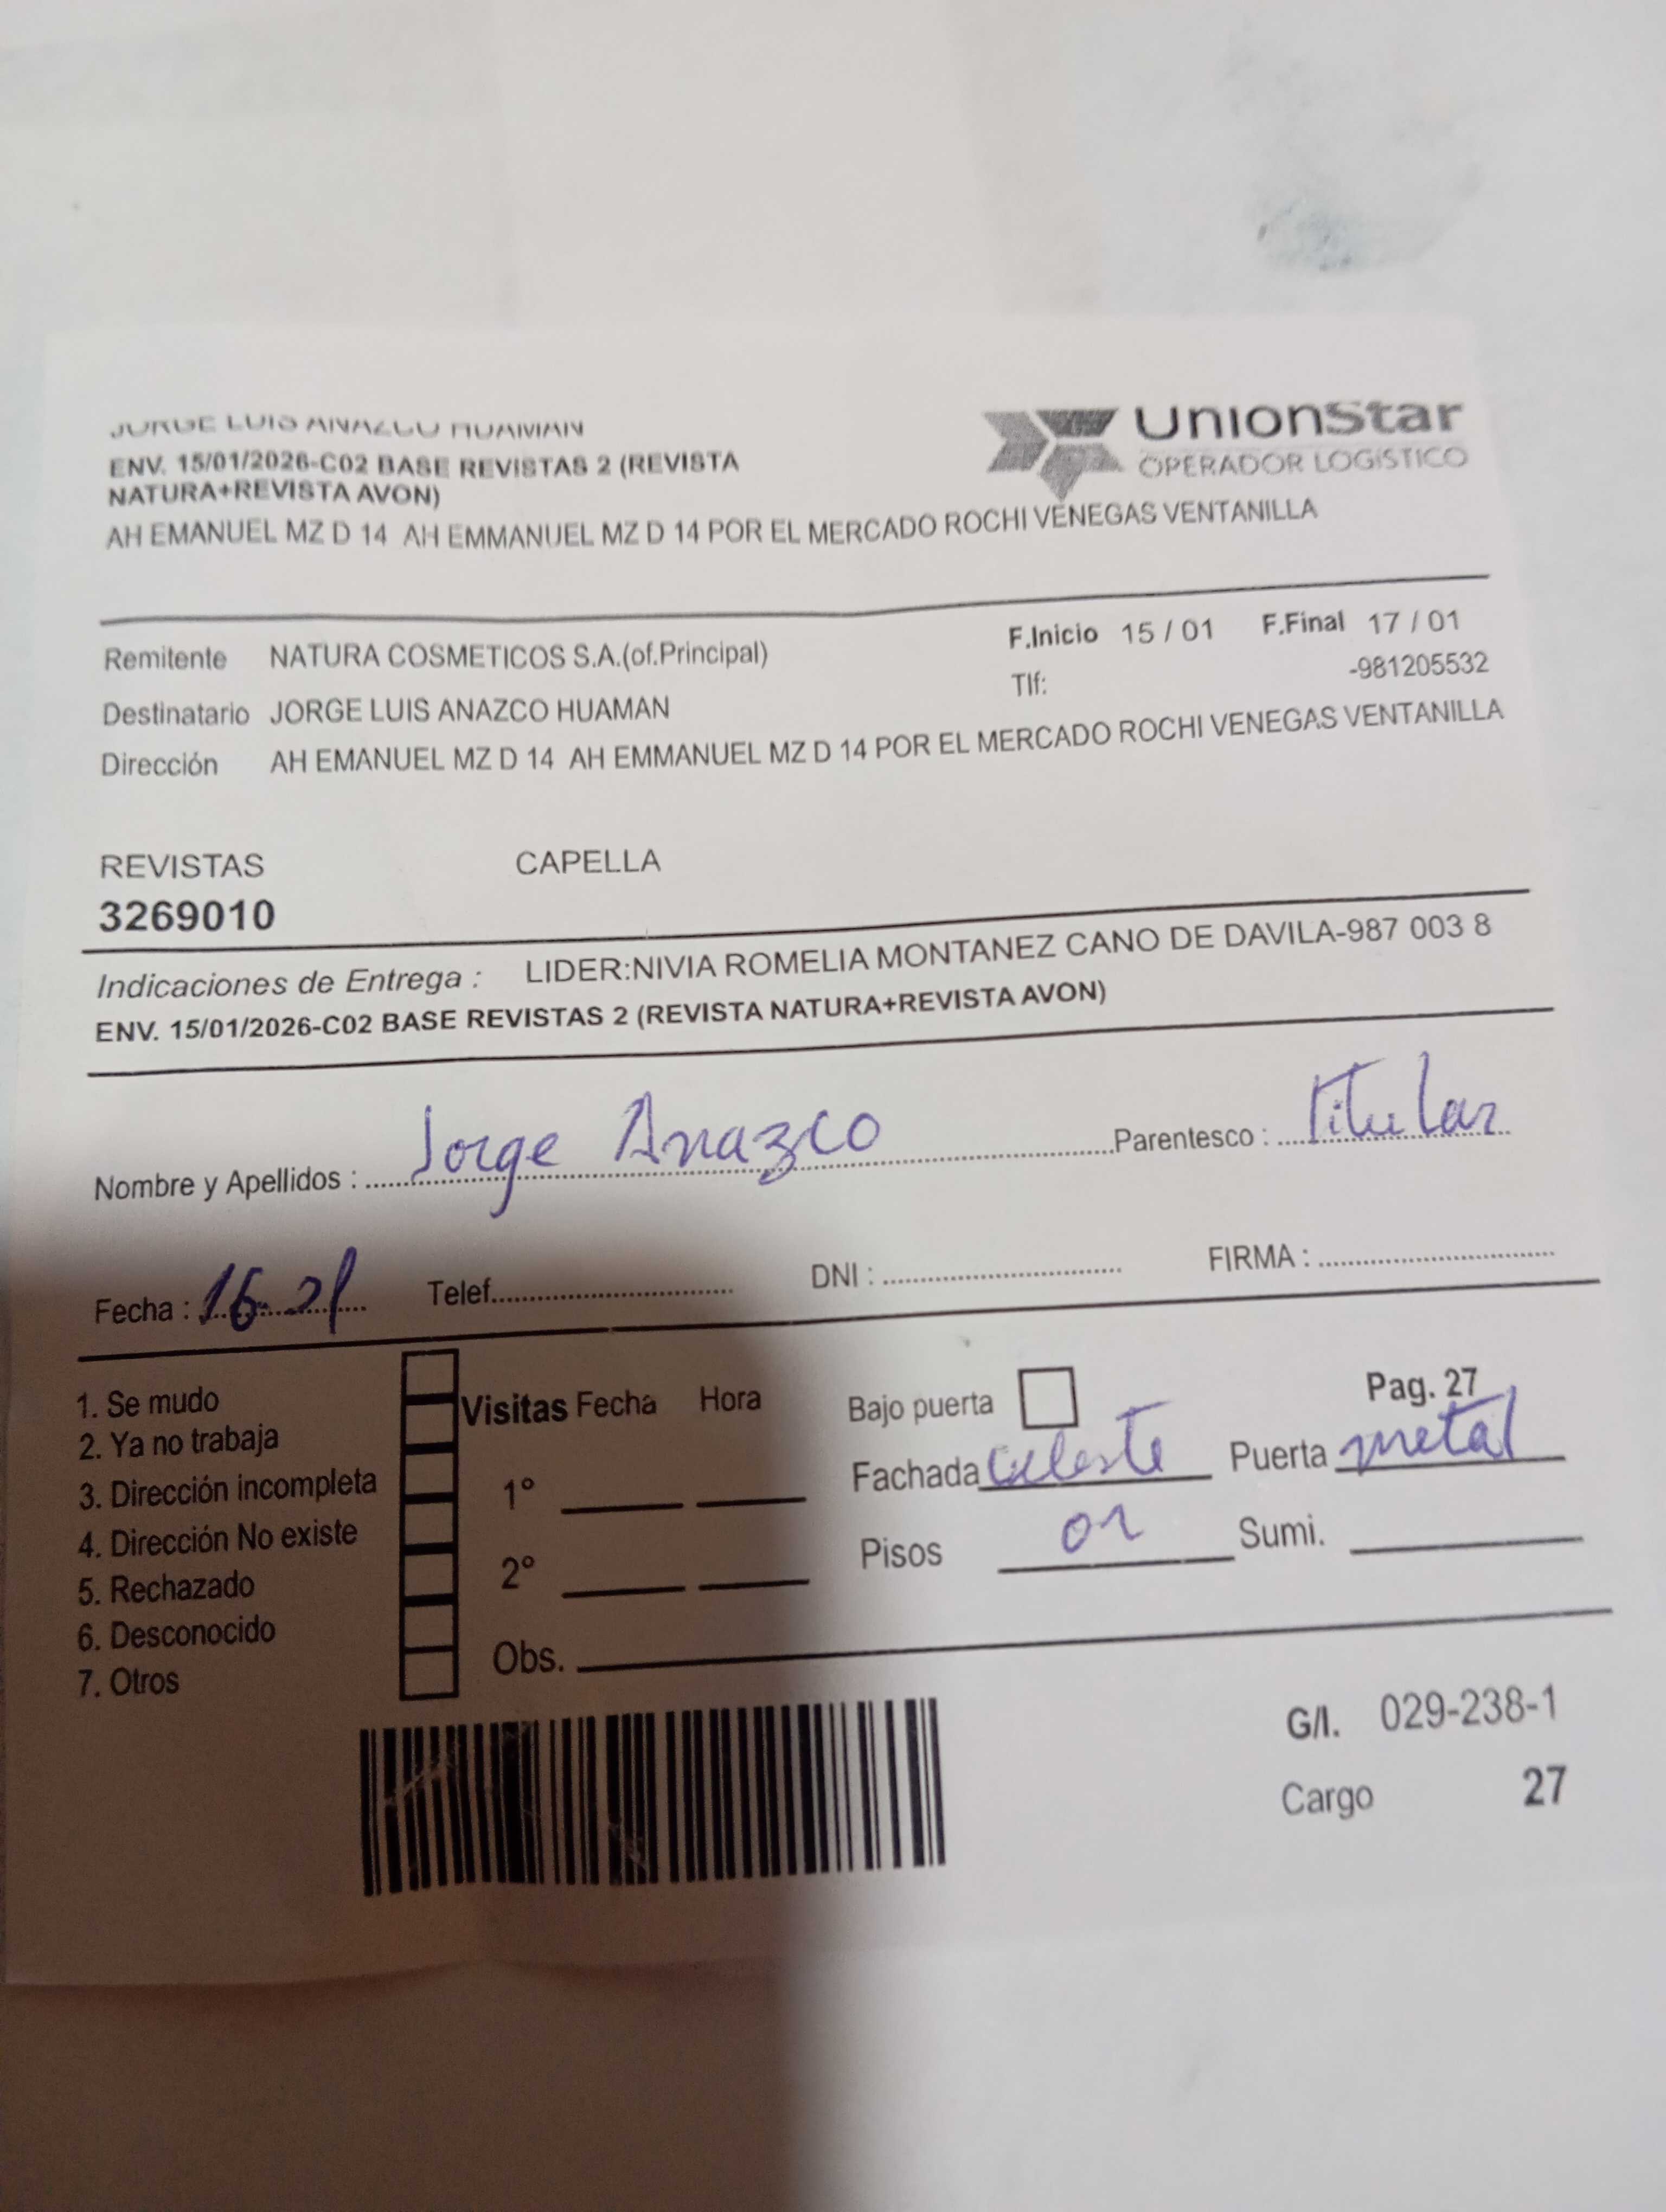 JORGE LUIS ANAZCO HUAMAN
UnionStar
OPERADOR LOGISTICO
ENV. 15/01/2026-C02 BASE REVISTAS 2 (REVISTA
NATURA+REVISTA AVON)
AH EMANUEL MZ D 14 AH EMMANUEL MZ D 14 POR EL MERCADO ROCHI VENEGAS VENTANILLA
Remitente NATURA COSMETICOS S.A.(of.Principal) F.Inicio 15 / 01 F.Final 17 / 01
Tlf: -981205532
Destinatario JORGE LUIS ANAZCO HUAMAN
Dirección AH EMANUEL MZ D 14 AH EMMANUEL MZ D 14 POR EL MERCADO ROCHI VENEGAS VENTANILLA
REVISTAS CAPELLA
3269010
Indicaciones de Entrega : LIDER:NIVIA ROMELIA MONTANEZ CANO DE DAVILA-987 003 8
ENV. 15/01/2026-C02 BASE REVISTAS 2 (REVISTA NATURA+REVISTA AVON)
Nombre y Apellidos : Jorge Anazco Parentesco : Titular
Fecha : 16-01 Telef. DNI : FIRMA :
1. Se mudo
2. Ya no trabaja
3. Dirección incompleta
4. Dirección No existe
5. Rechazado
6. Desconocido
7. Otros
Visitas Fecha Hora
1°
2°
Obs.
Bajo puerta Pag. 27
Fachada celeste Puerta metal
Pisos 01 Sumi.
G/I. 029-238-1
Cargo 27